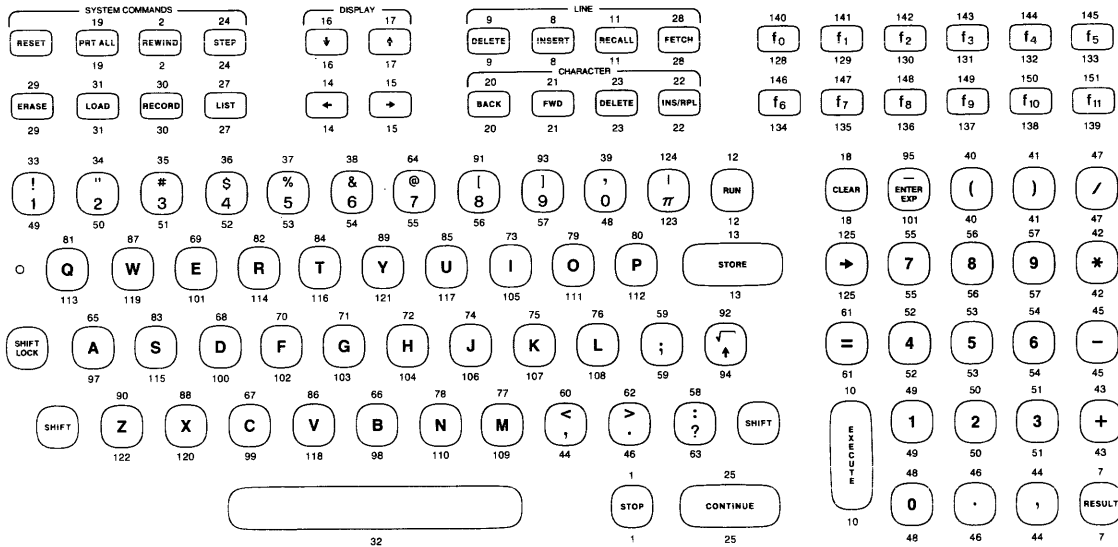 SYSTEM COMMANDS DISPLAY LINE
19 2 24 16 17 9 8 11 28 140 141 142 143 144 145
RESET PRT ALL REWIND STEP ↓ ↑ DELETE INSERT RECALL FETCH f0 f1 f2 f3 f4 f5
19 2 24 16 17 9 8 11 28 128 129 130 131 132 133
CHARACTER
29 31 30 27 14 15 20 21 23 22 146 147 148 149 150 151
ERASE LOAD RECORD LIST ← → BACK FWD DELETE INS/RPL f6 f7 f8 f9 f10 f11
29 31 30 27 14 15 20 21 23 22 134 135 136 137 138 139
33 34 35 36 37 38 64 91 93 39 124 12 18 95 40 41 47
! " # $ % & @ [ ] ' | —
1 2 3 4 5 6 7 8 9 0 π RUN CLEAR ENTER EXP ( ) /
49 50 51 52 53 54 55 56 57 48 123 12 18 101 40 41 47
81 87 69 82 84 89 85 73 79 80 13 125 55 56 57 42
Q W E R T Y U I O P STORE → 7 8 9 *
113 119 101 114 116 121 117 105 111 112 13 125 55 56 57 42
65 83 68 70 71 72 74 75 76 59 92 61 52 53 54 45
SHIFT LOCK A S D F G H J K L ; √ ↑ = 4 5 6 −
97 115 100 102 103 104 106 107 108 59 94 61 52 53 54 45
90 88 67 86 66 78 77 60 62 58 10 49 50 51 43
< > :
SHIFT Z X C V B N M , . ? SHIFT EXECUTE 1 2 3 +
122 120 99 118 98 110 109 44 46 63 49 50 51 43
1 25 48 46 44 7
STOP CONTINUE 0 . , RESULT
32 1 25 10 48 46 44 7